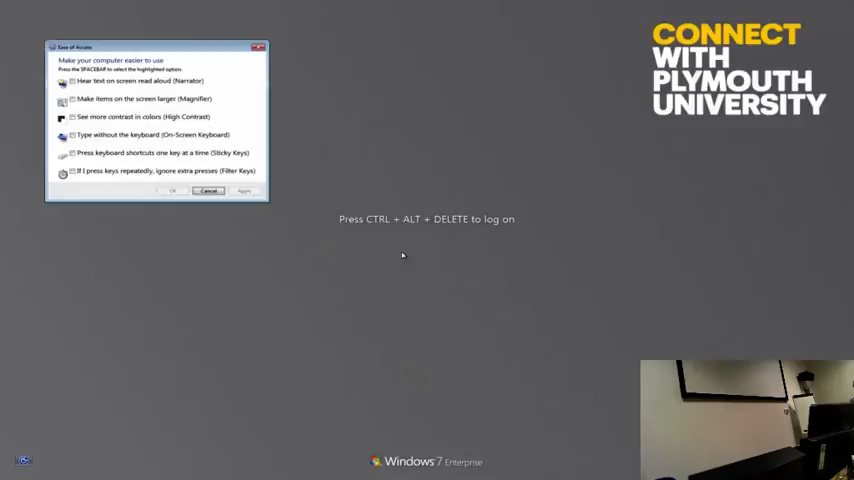 Ease of Access
Make your computer easier to use
Press the SPACEBAR to select the highlighted option.
Hear text on screen read aloud (Narrator)
Make items on the screen larger (Magnifier)
See more contrast in colors (High Contrast)
Type without the keyboard (On-Screen Keyboard)
Press keyboard shortcuts one key at a time (Sticky Keys)
If I press keys repeatedly, ignore extra presses (Filter Keys)
OK Cancel Apply
CONNECT
WITH
PLYMOUTH
UNIVERSITY
Press CTRL + ALT + DELETE to log on
Windows 7 Enterprise